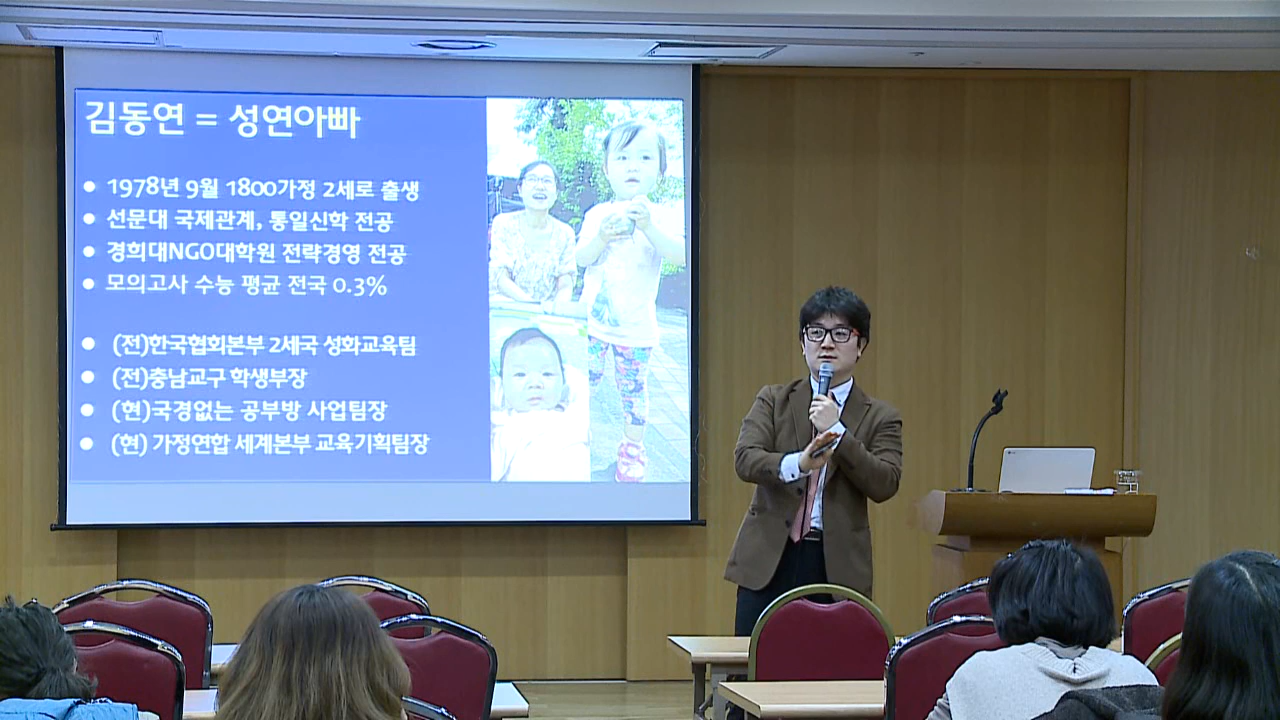 김동연 = 성연아빠
• 1978년 9월 1800가정 2세로 출생
• 선문대 국제관계, 통일신학 전공
• 경희대NGO대학원 전략경영 전공
• 모의고사 수능 평균 전국 0.3%
• (전)한국협회본부 2세국 성화교육팀
• (전)충남교구 학생부장
• (현)국경없는 공부방 사업팀장
• (현) 가정연합 세계본부 교육기획팀장